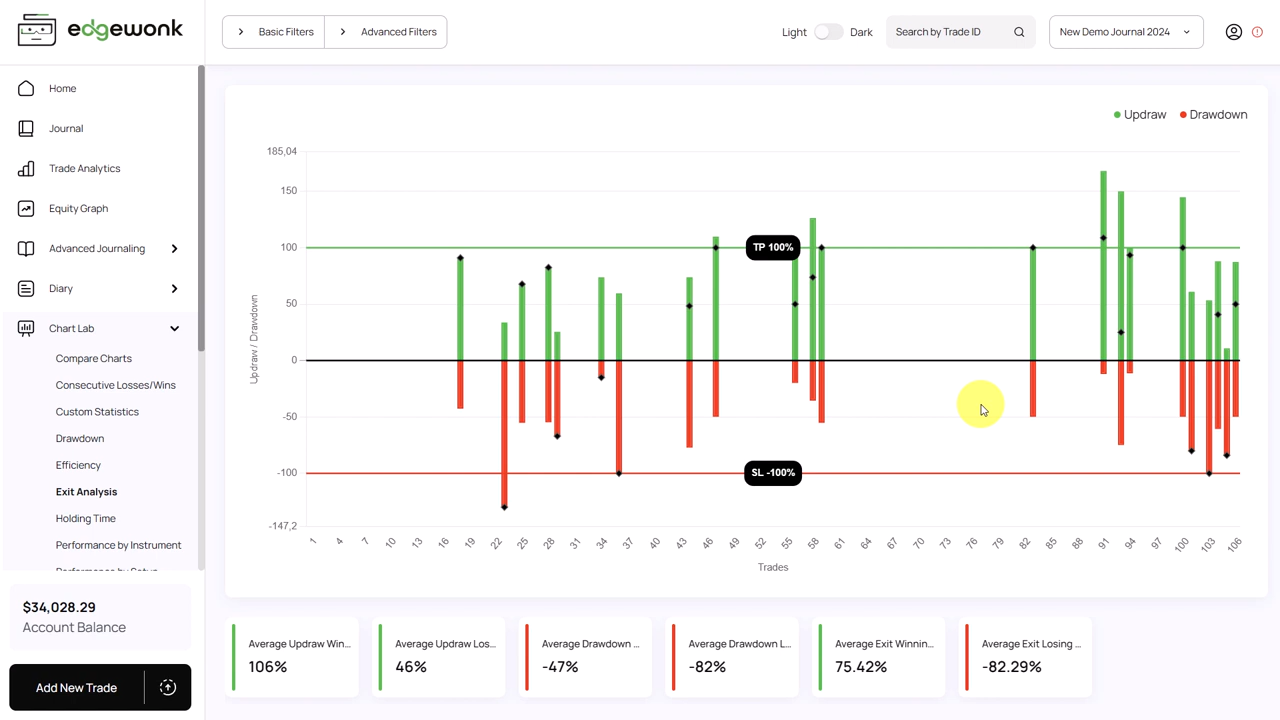 edgewonk
Basic Filters
Advanced Filters
Light
Dark
Search by Trade ID
New Demo Journal 2024
Home
Journal
Trade Analytics
Equity Graph
Advanced Journaling
Diary
Chart Lab
Compare Charts
Consecutive Losses/Wins
Custom Statistics
Drawdown
Efficiency
Exit Analysis
Holding Time
Performance by Instrument
Performance by Setup
$34,028.29
Account Balance
Add New Trade
Updraw
Drawdown
185,04
150
100
50
0
-50
-100
-147,2
Updraw / Drawdown
TP 100%
SL -100%
1 4 7 10 13 16 19 22 25 28 31 34 37 40 43 46 49 52 55 58 61 64 67 70 73 76 79 82 85 88 91 94 97 100 103 106
Trades
Average Updraw Win...
106%
Average Updraw Los...
46%
Average Drawdown ...
-47%
Average Drawdown L...
-82%
Average Exit Winnin...
75.42%
Average Exit Losing ...
-82.29%